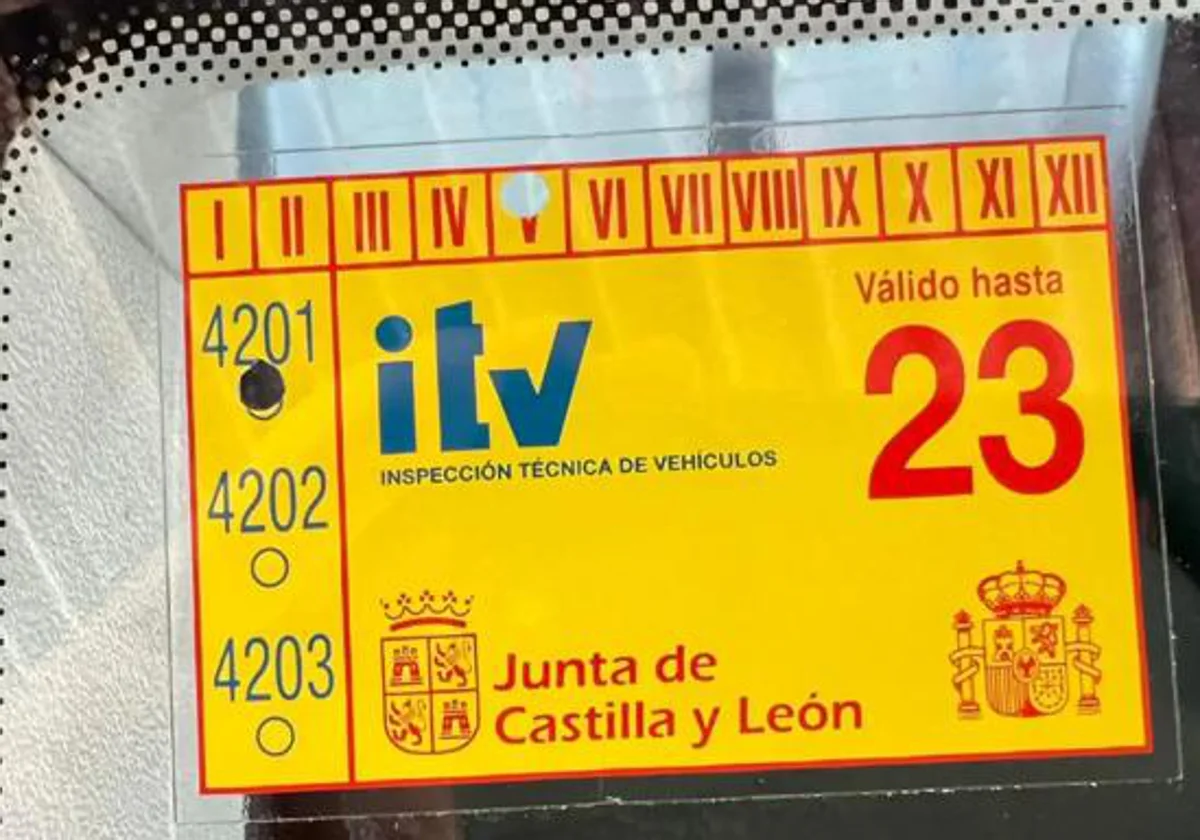 I II III IV V VI VII VIII IX X XI XII
4201
4202
4203
itv
INSPECCIÓN TÉCNICA DE VEHÍCULOS
Válido hasta
23
Junta de
Castilla y León